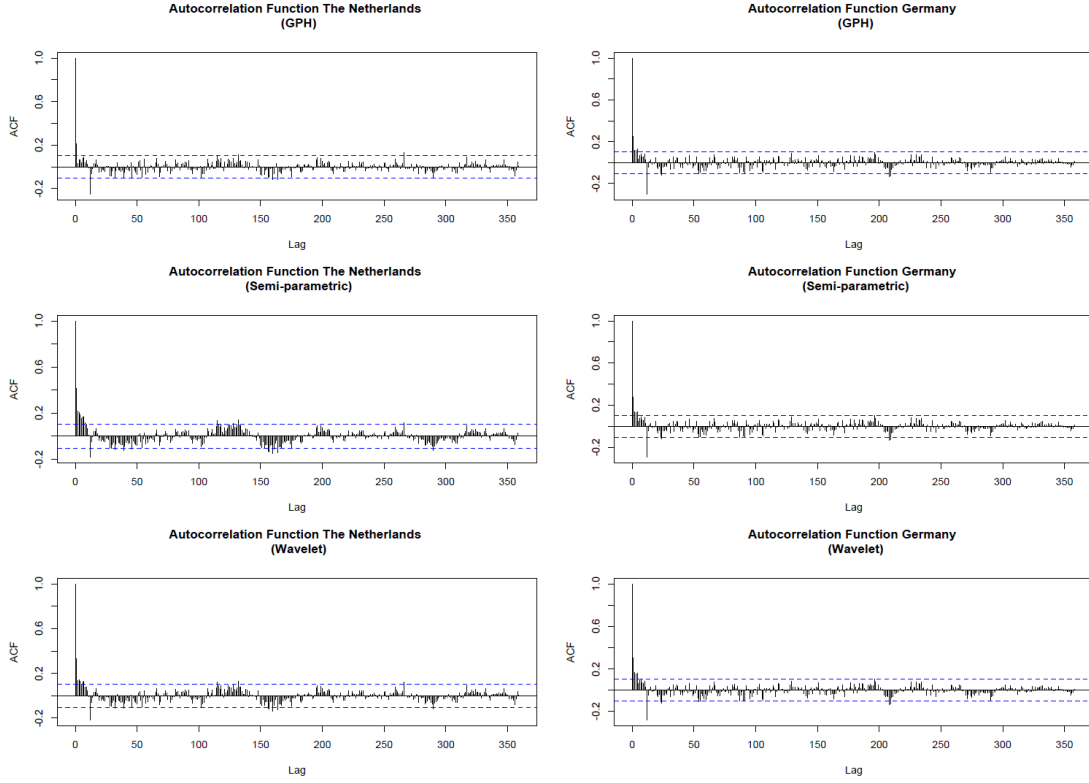 Autocorrelation Function The Netherlands
(GPH)
ACF
1.0
0.6
0.2
-0.2
0 50 100 150 200 250 300 350
Lag
Autocorrelation Function Germany
(GPH)
ACF
1.0
0.6
0.2
-0.2
0 50 100 150 200 250 300 350
Lag
Autocorrelation Function The Netherlands
(Semi-parametric)
ACF
1.0
0.6
0.2
-0.2
0 50 100 150 200 250 300 350
Lag
Autocorrelation Function Germany
(Semi-parametric)
ACF
1.0
0.6
0.2
-0.2
0 50 100 150 200 250 300 350
Lag
Autocorrelation Function The Netherlands
(Wavelet)
ACF
1.0
0.6
0.2
-0.2
0 50 100 150 200 250 300 350
Lag
Autocorrelation Function Germany
(Wavelet)
ACF
1.0
0.6
0.2
-0.2
0 50 100 150 200 250 300 350
Lag